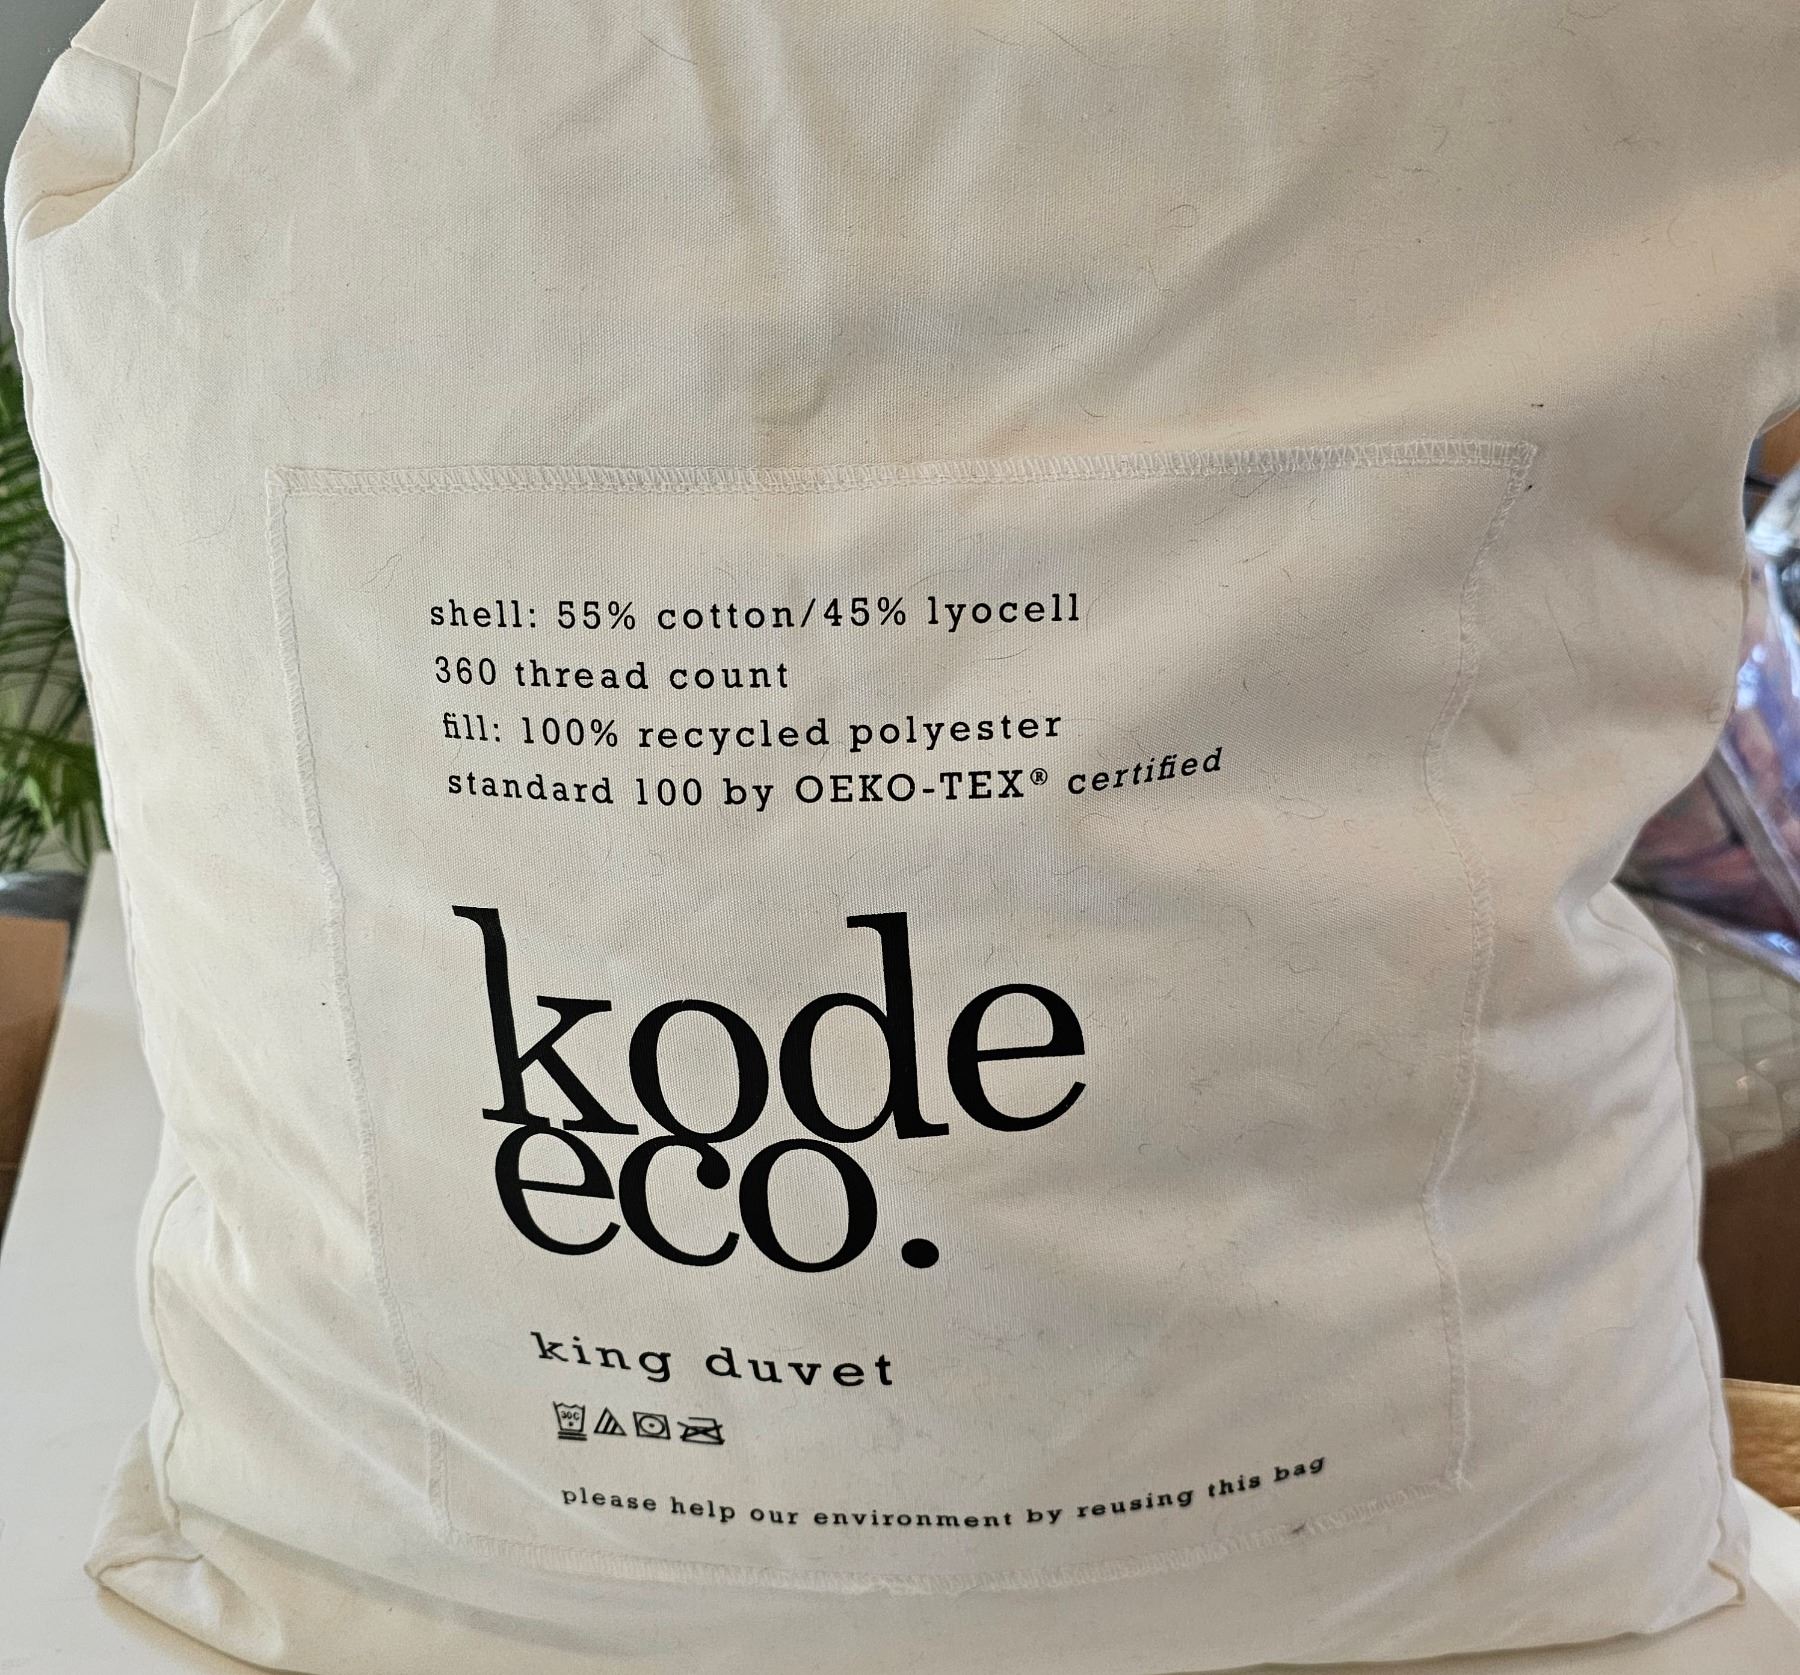 shell: 55% cotton/45% lyocell
360 thread count
fill: 100% recycled polyester
standard 100 by OEKO-TEX® certified
kode
eco.
king duvet
30C
please help our environment by reusing this bag